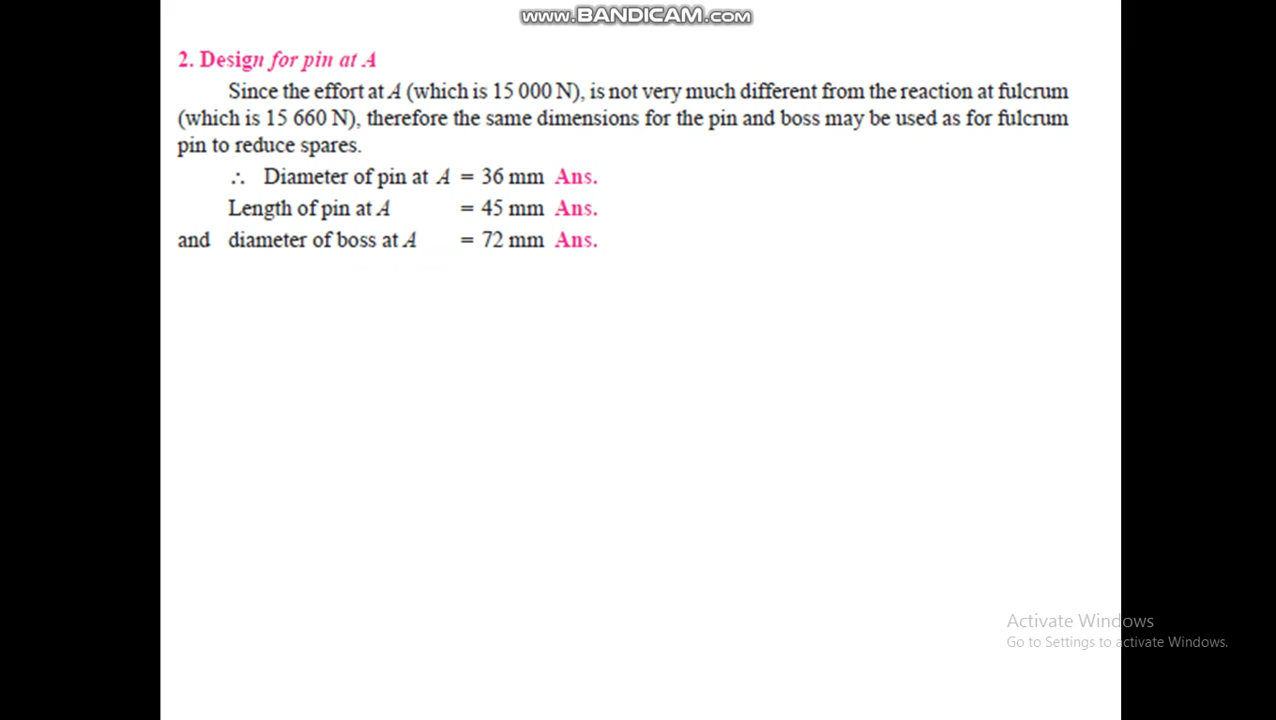 www.BANDICAM.com
2. Design for pin at A
Since the effort at A (which is 15 000 N), is not very much different from the reaction at fulcrum
(which is 15 660 N), therefore the same dimensions for the pin and boss may be used as for fulcrum
pin to reduce spares.
∴ Diameter of pin at A = 36 mm Ans.
Length of pin at A = 45 mm Ans.
and diameter of boss at A = 72 mm Ans.
Activate Windows
Go to Settings to activate Windows.